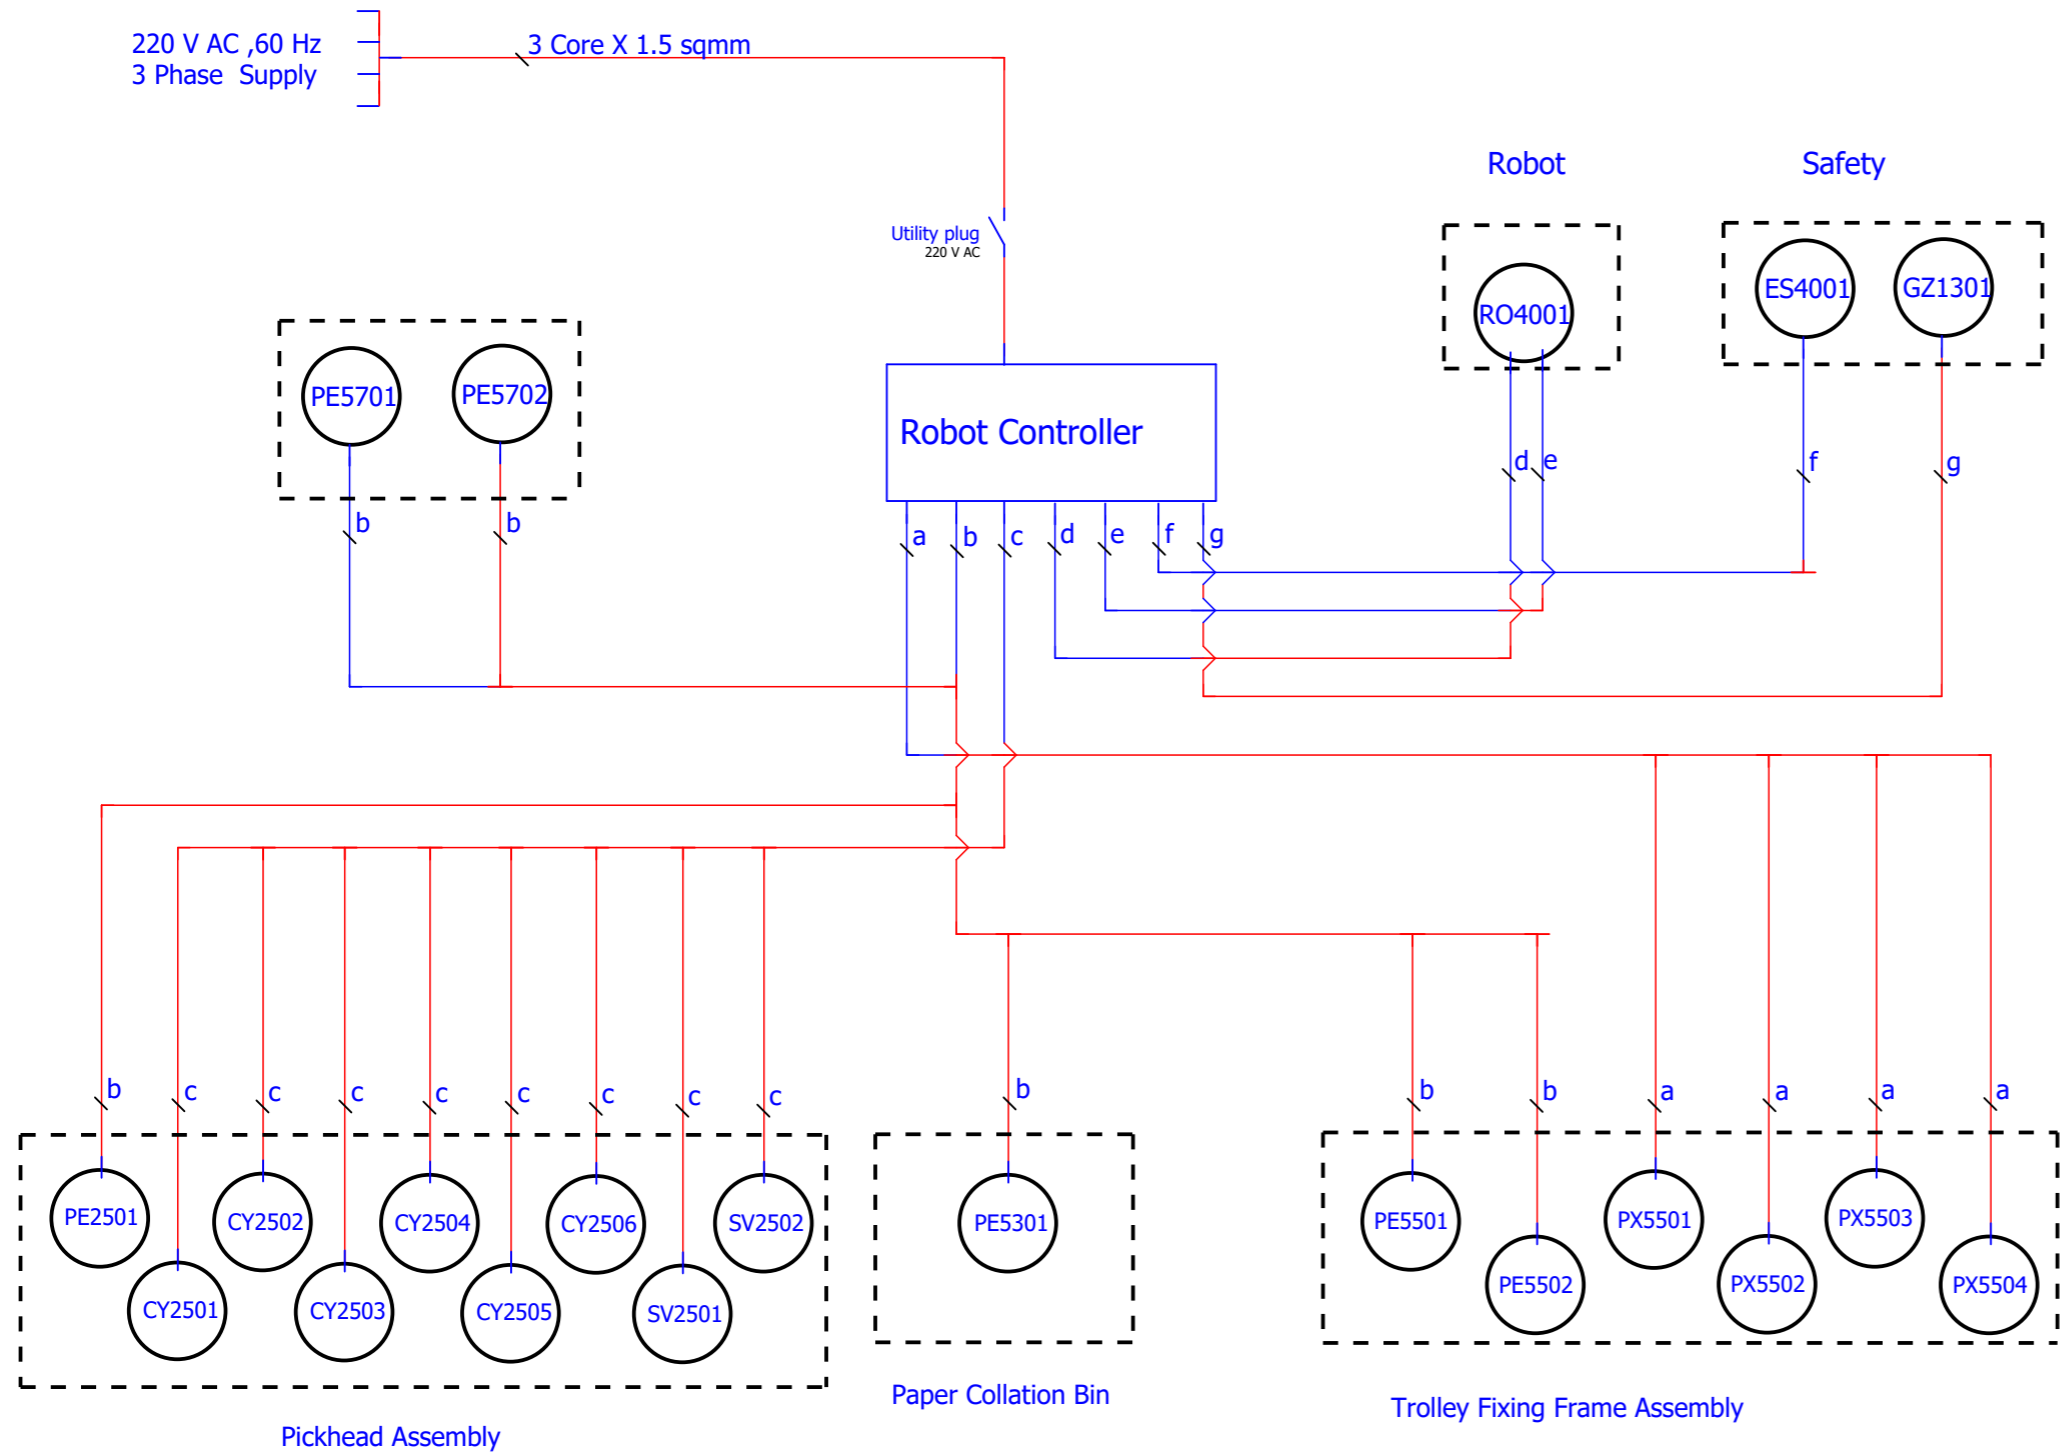 220 V AC ,60 Hz
3 Phase  Supply
3 Core X 1.5 sqmm
Robot
Safety
Utility plug
220 V AC
RO4001
ES4001
GZ1301
PE5701
PE5702
Robot Controller
d
e
f
g
b
b
a
b
c
d
e
f
g
b
c
c
c
c
c
c
c
c
b
b
b
a
a
a
a
PE2501
CY2502
CY2504
CY2506
SV2502
PE5301
PE5501
PX5501
PX5503
CY2501
CY2503
CY2505
SV2501
PE5502
PX5502
PX5504
Paper Collation Bin
Trolley Fixing Frame Assembly
Pickhead Assembly